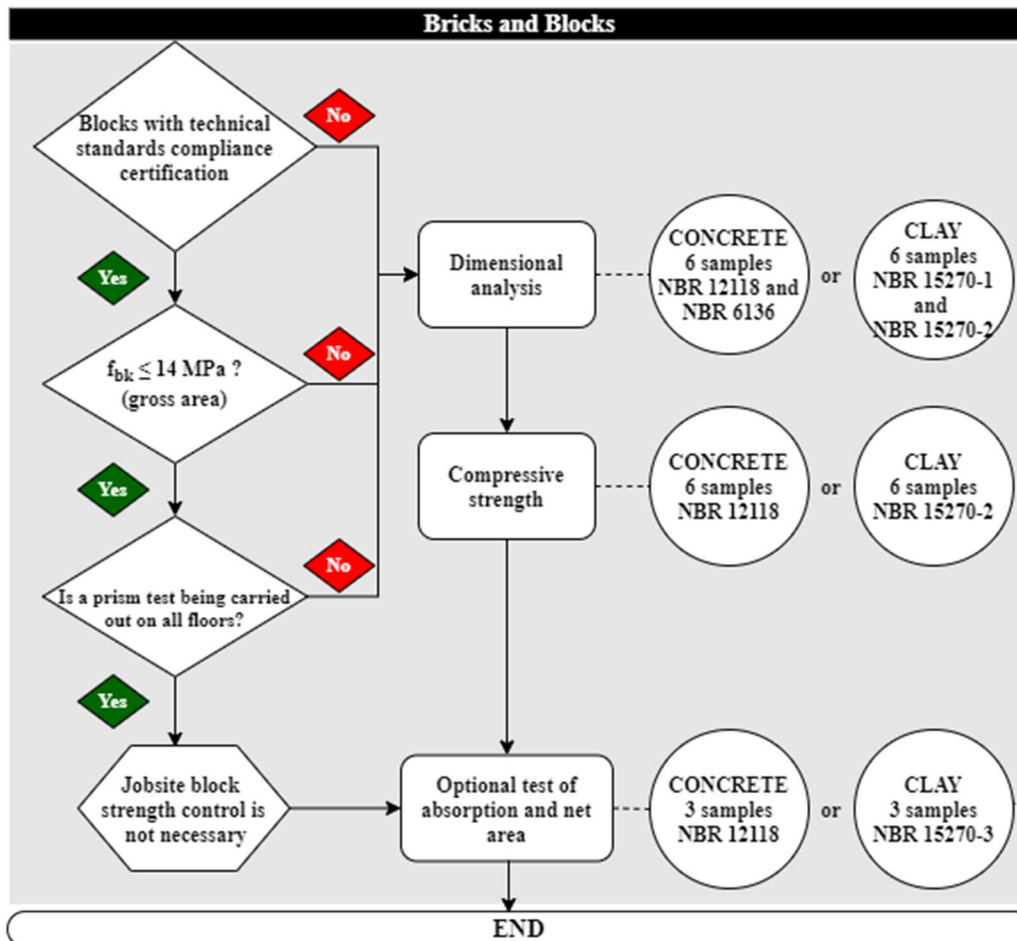 Bricks and Blocks
Blocks with technical
standards compliance
certification
No
Yes
Dimensional
analysis
CONCRETE
6 samples
NBR 12118 and
NBR 6136
or
CLAY
6 samples
NBR 15270-1
and
NBR 15270-2
fbk ≤ 14 MPa ?
(gross area)
No
Yes
Compressive
strength
CONCRETE
6 samples
NBR 12118
or
CLAY
6 samples
NBR 15270-2
Is a prism test being carried
out on all floors?
No
Yes
Jobsite block
strength control is
not necessary
Optional test of
absorption and net
area
CONCRETE
3 samples
NBR 12118
or
CLAY
3 samples
NBR 15270-3
END